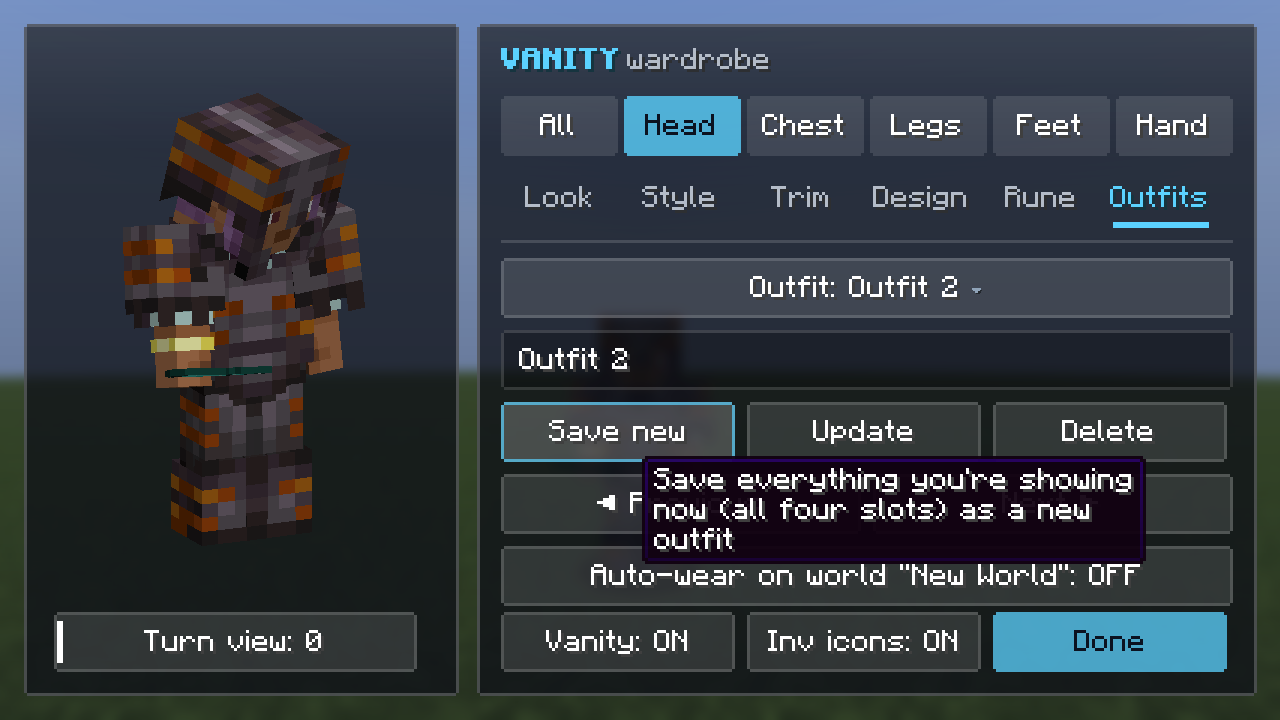 VANITY wardrobe
All Head Chest Legs Feet Hand
Look Style Trim Design Rune Outfits
Outfit: Outfit 2
Outfit 2
Save new Update Delete
Save everything you're showing
now (all four slots) as a new
outfit
Auto-wear on world "New World": OFF
Turn view: 0 Vanity: ON Inv icons: ON Done